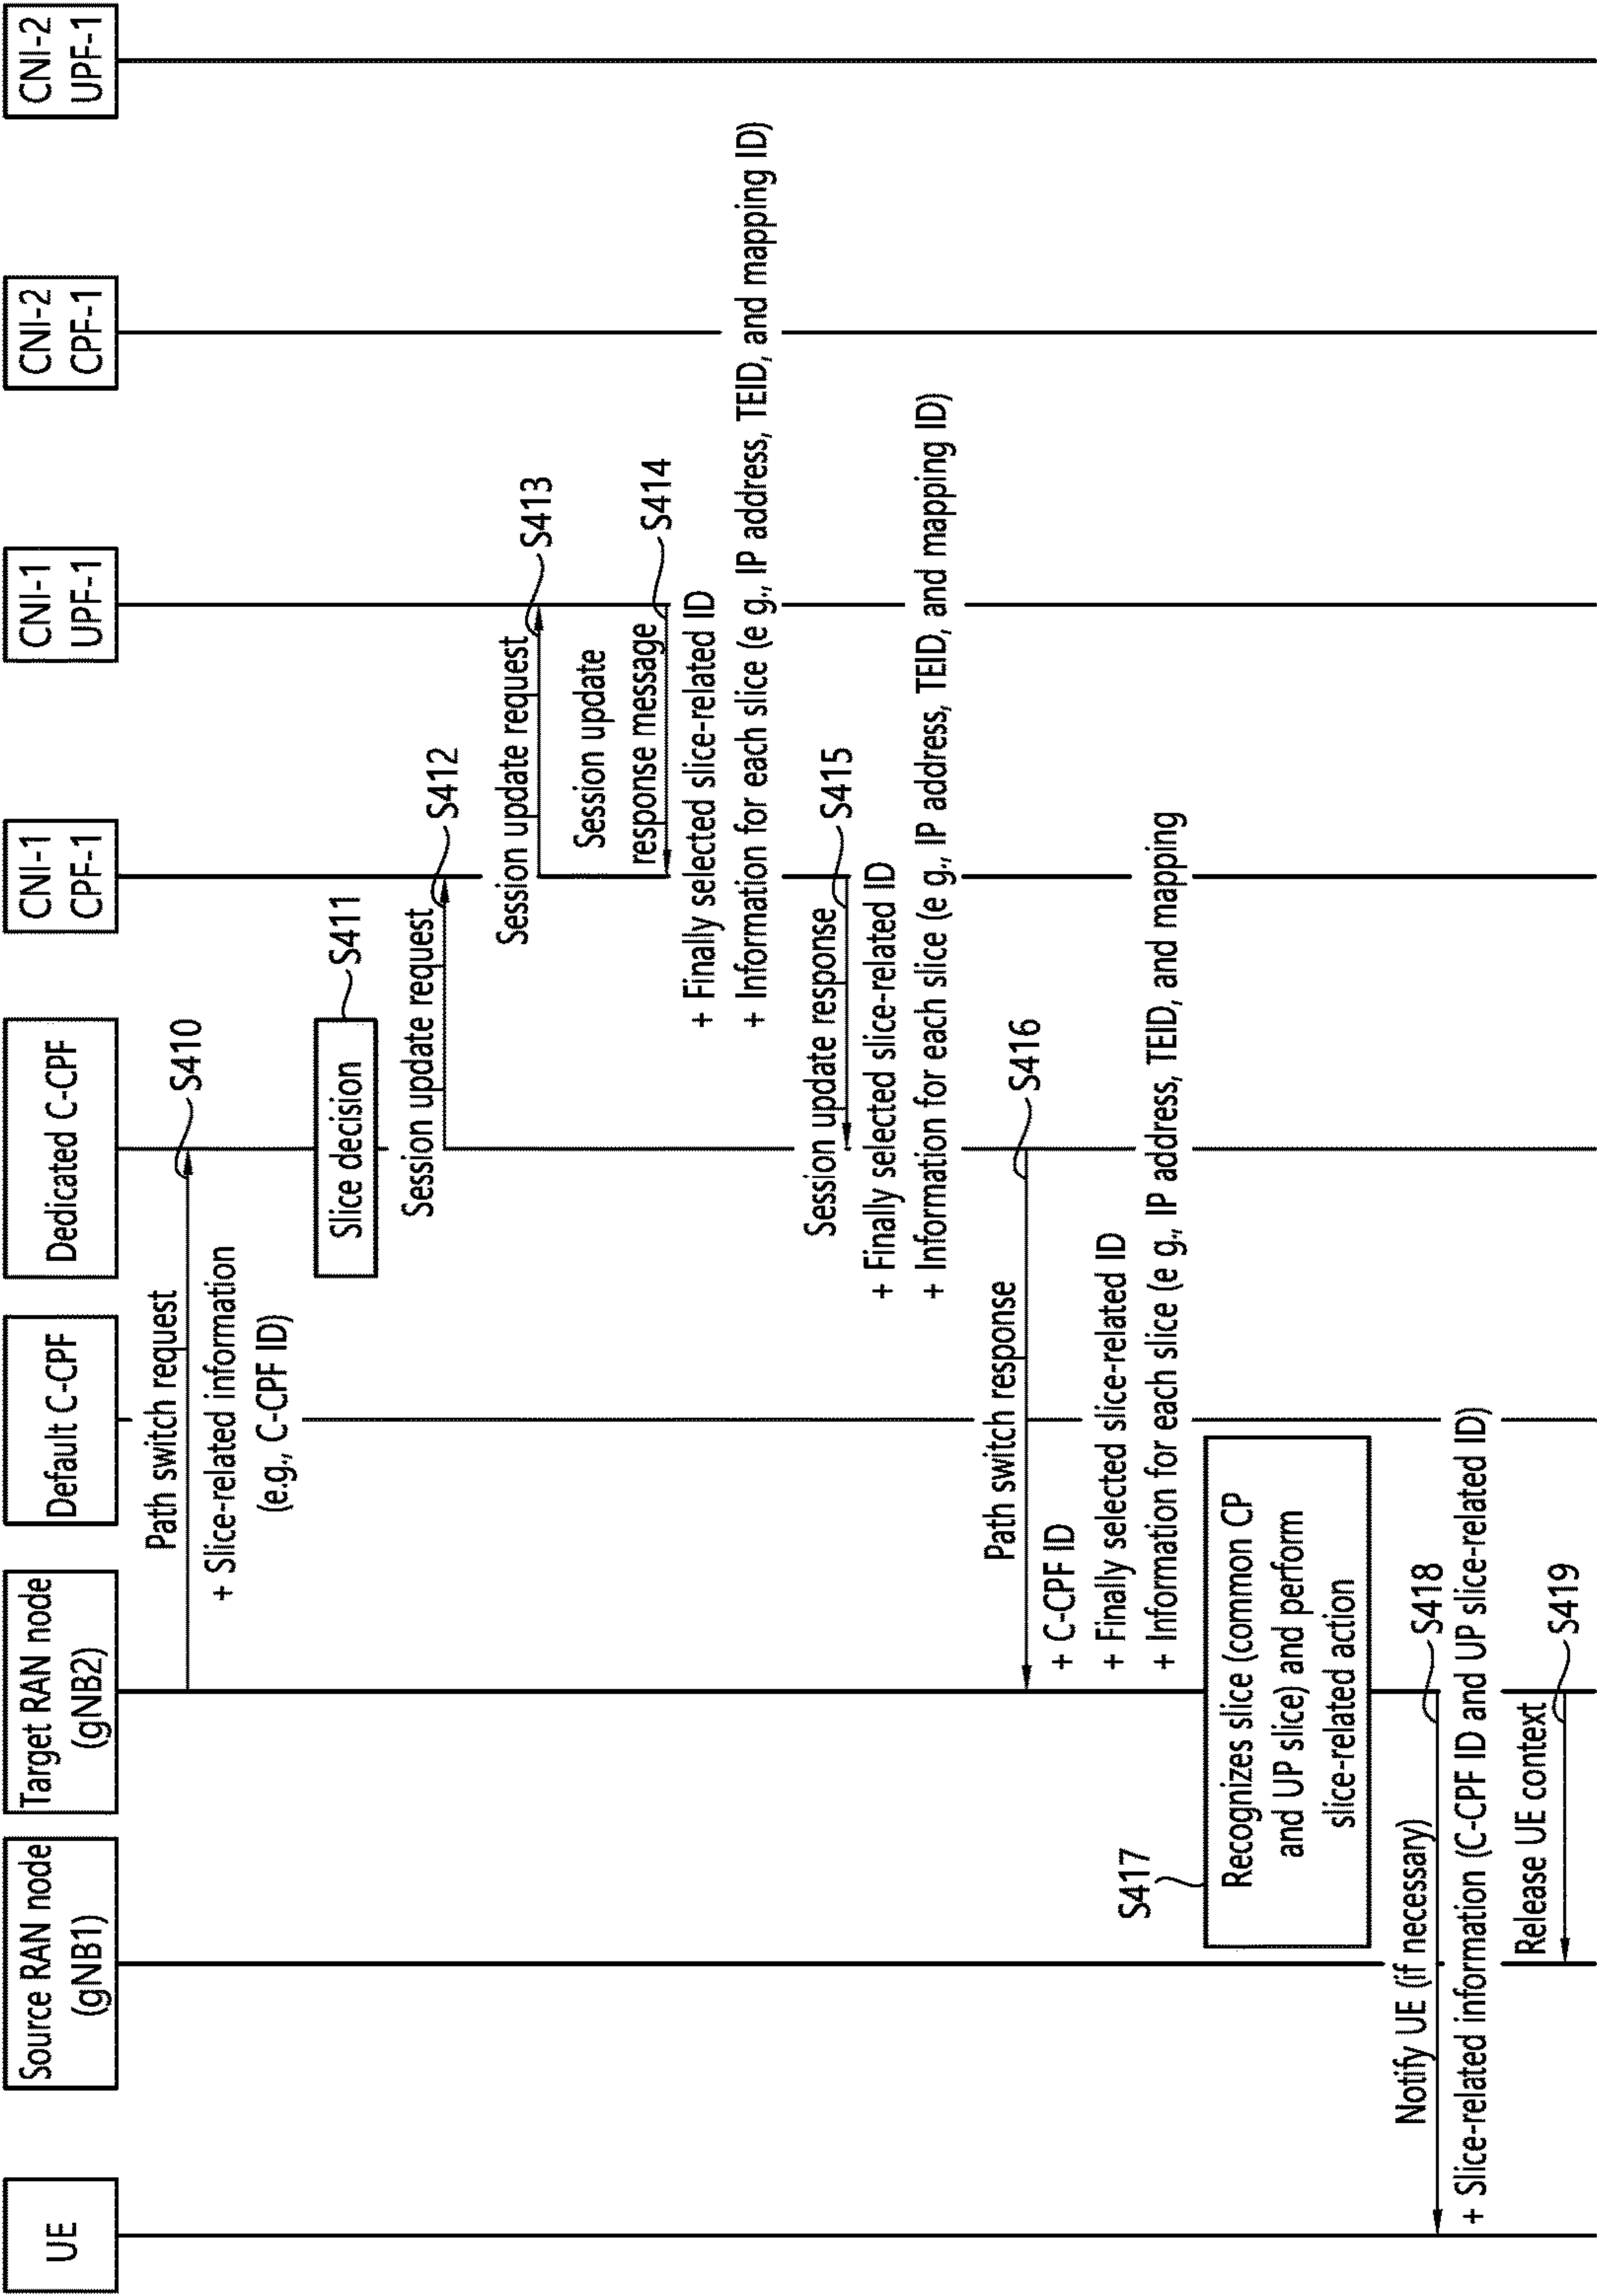 UE
Source RAN node
(gNB1)
Target RAN node
(gNB2)
Default C-CPF
Dedicated C-CPF
CNI-1
CPF-1
CNI-1
UPF-1
CNI-2
CPF-1
CNI-2
UPF-1
Path switch request
S410
+ Slice-related information
(e.g., C-CPF ID)
Slice decision
S411
Session update request
S412
Session update request
S413
Session update
response message
S414
+ Finally selected slice-related ID
+ Information for each slice (e g., IP address, TEID, and mapping ID)
Session update response
S415
+ Finally selected slice-related ID
+ Information for each slice (e g., IP address, TEID, and mapping ID)
Path switch response
S416
+ C-CPF ID
+ Finally selected slice-related ID
+ Information for each slice (e g., IP address, TEID, and mapping
S417
Recognizes slice (common CP
and UP slice) and perform
slice-related action
Notify UE (if necessary)
S418
+ Slice-related information (C-CPF ID and UP slice-related ID)
Release UE context
S419